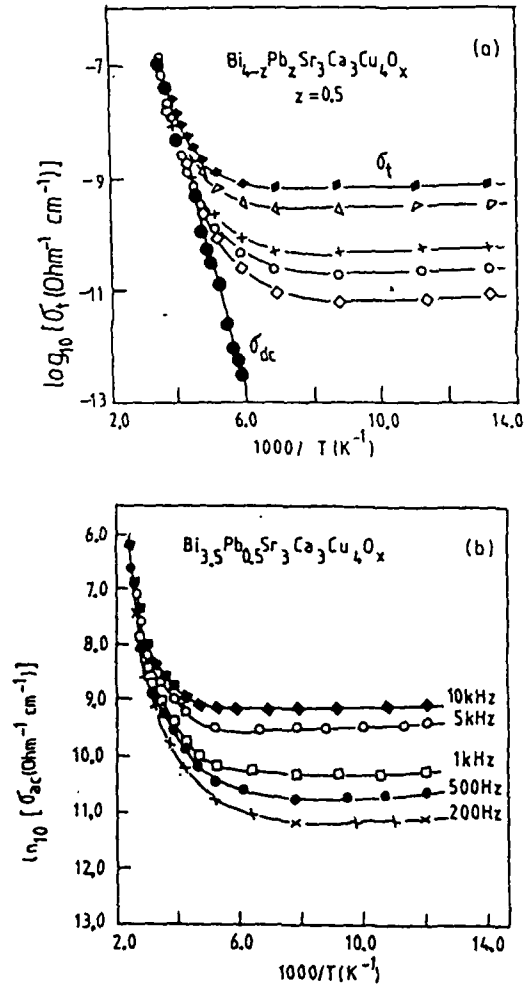 (a)
Bi4-zPbzSr3Ca3Cu4Ox
z = 0.5
-7
-9
-11
-13
log10 [σt (Ohm-1 cm-1)]
σt
σdc
2,0 6.0 10.0 14.0
1000/ T (K-1)
(b)
Bi3.5Pb0.5Sr3Ca3Cu4Ox
6,0
7,0
8,0
9,0
10,0
11,0
12,0
13,0
ln10 [σac(Ohm-1 cm-1)]
10kHz
5kHz
1kHz
500Hz
200Hz
2.0 6.0 10.0 14.0
1000/T(K-1)